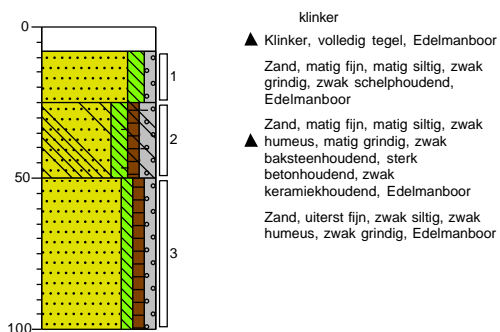 klinker
0
Klinker, volledig tegel, Edelmanboor
Zand, matig fijn, matig siltig, zwak
grindig, zwak schelphoudend,
Edelmanboor
1
Zand, matig fijn, matig siltig, zwak
humeus, matig grindig, zwak
baksteenhoudend, sterk
betonhoudend, zwak
keramiekhoudend, Edelmanboor
2
50
Zand, uiterst fijn, zwak siltig, zwak
humeus, zwak grindig, Edelmanboor
3
100